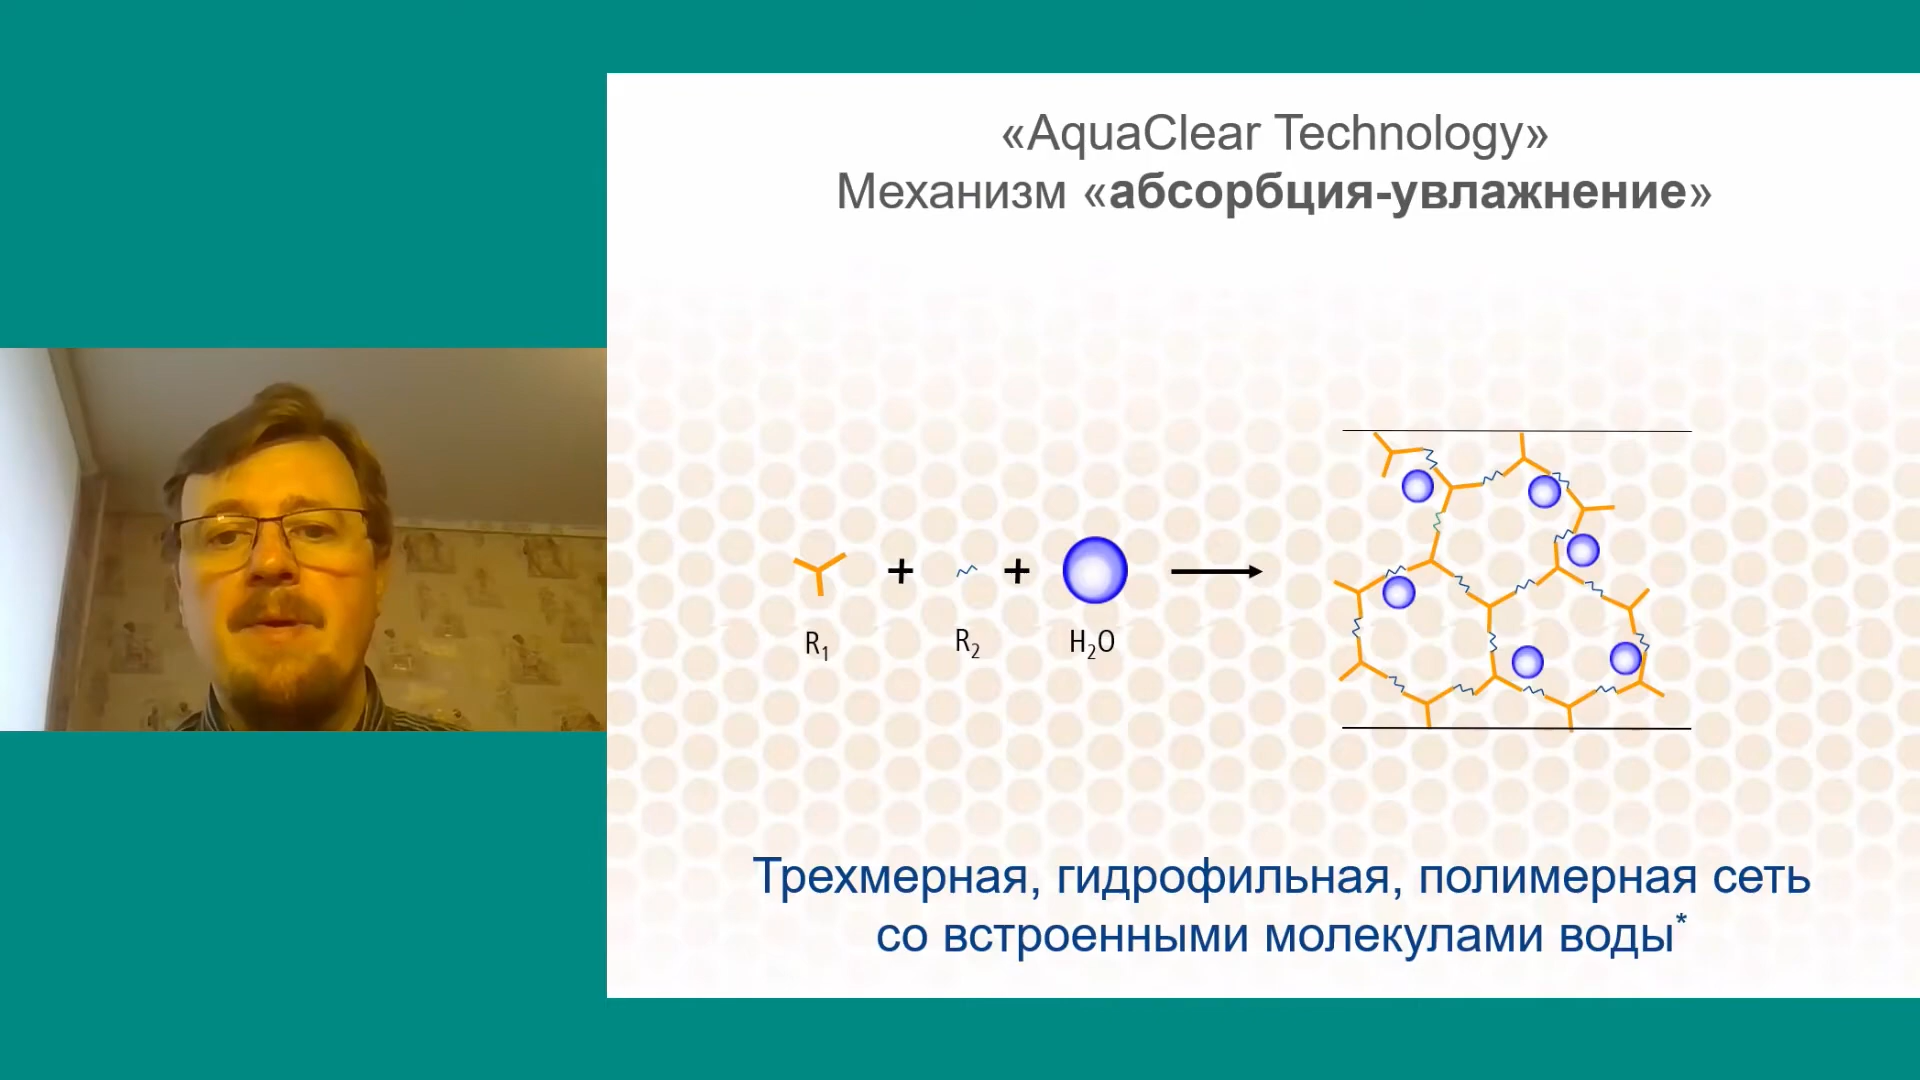 «AquaClear Technology»
Механизм «абсорбция-увлажнение»
+ + →
R₁ R₂ H₂O
Трехмерная, гидрофильная, полимерная сеть
со встроенными молекулами воды*